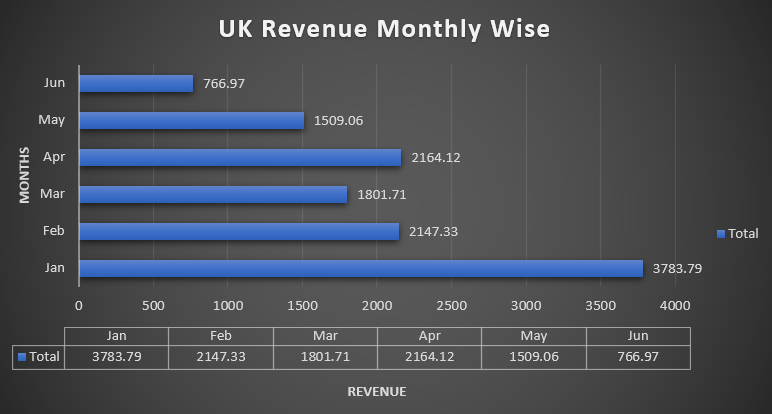 UK Revenue Monthly Wise
MONTHS
Jun 766.97
May 1509.06
Apr 2164.12
Mar 1801.71
Feb 2147.33
Jan 3783.79
Total
0 500 1000 1500 2000 2500 3000 3500 4000
Jan Feb Mar Apr May Jun
Total 3783.79 2147.33 1801.71 2164.12 1509.06 766.97
REVENUE